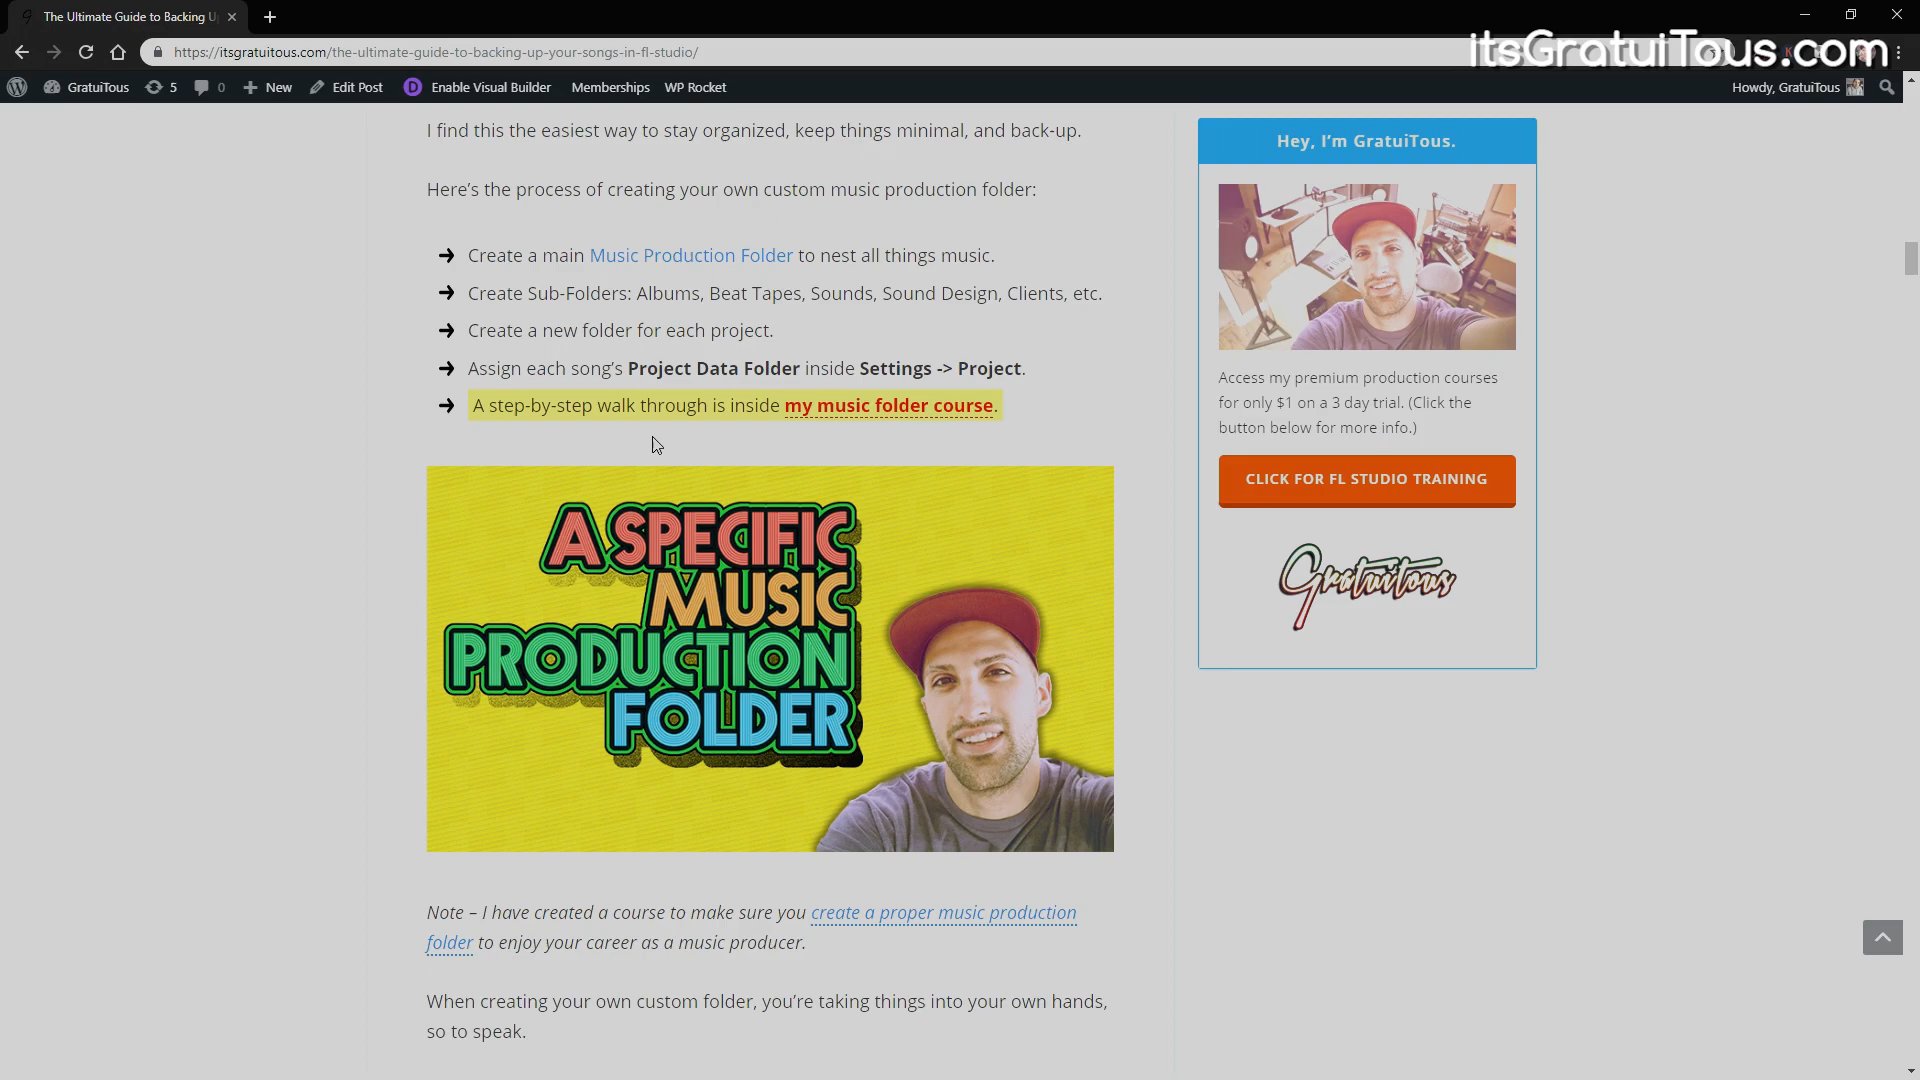 The Ultimate Guide to Backing U
https://itsgratuitous.com/the-ultimate-guide-to-backing-up-your-songs-in-fl-studio/
itsGratuiTous.com
GratuiTous 5 0 New Edit Post D Enable Visual Builder Memberships WP Rocket Howdy, GratuiTous
I find this the easiest way to stay organized, keep things minimal, and back-up.
Here's the process of creating your own custom music production folder:
Create a main Music Production Folder to nest all things music.
Create Sub-Folders: Albums, Beat Tapes, Sounds, Sound Design, Clients, etc.
Create a new folder for each project.
Assign each song's Project Data Folder inside Settings -> Project.
A step-by-step walk through is inside my music folder course.
A SPECIFIC
MUSIC
PRODUCTION
FOLDER
Note – I have created a course to make sure you create a proper music production
folder to enjoy your career as a music producer.
When creating your own custom folder, you're taking things into your own hands,
so to speak.
Hey, I'm GratuiTous.
Access my premium production courses
for only $1 on a 3 day trial. (Click the
button below for more info.)
CLICK FOR FL STUDIO TRAINING
Gratuitous